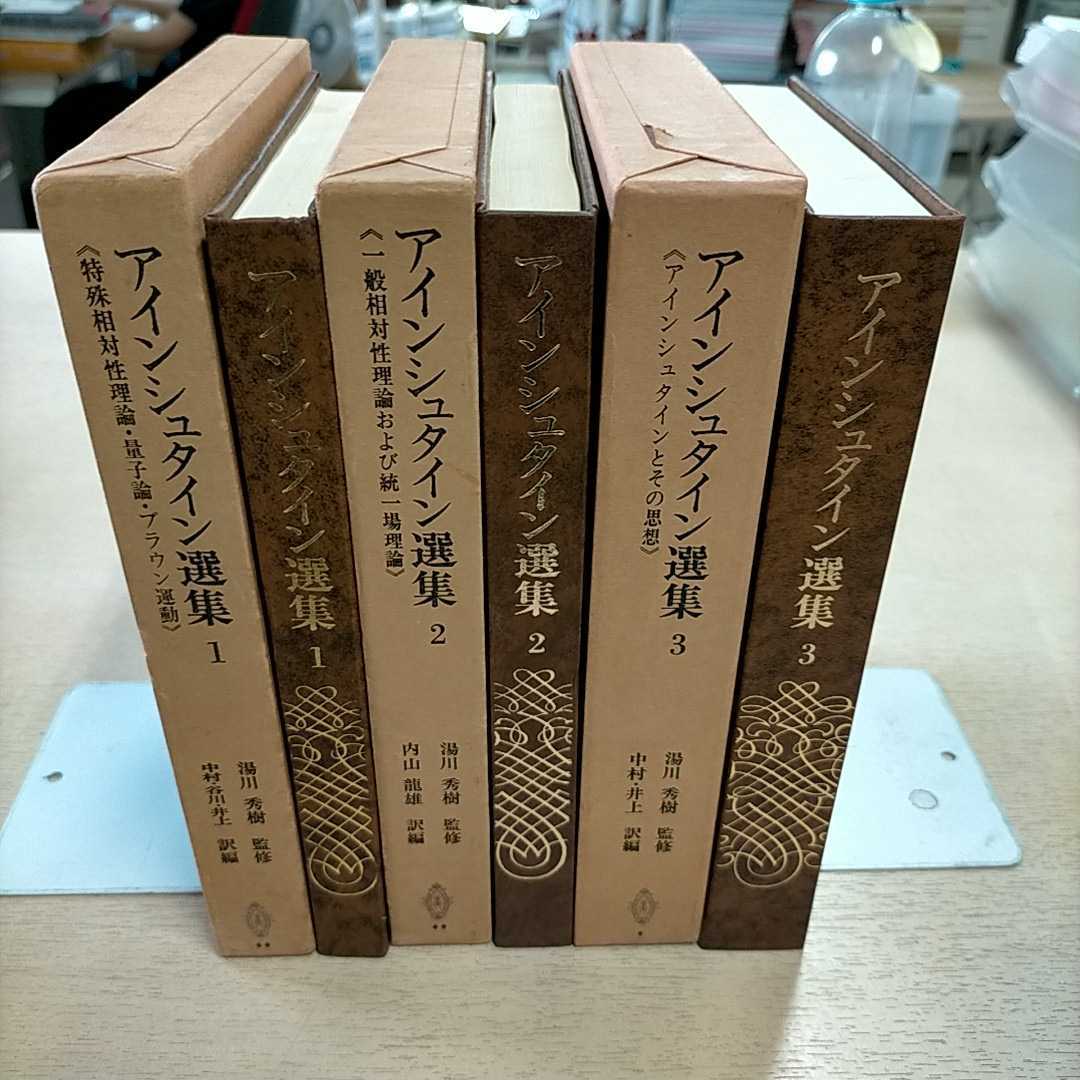 アインシュタイン選集 1
《特殊相対性理論・量子論・ブラウン運動》
湯川 秀樹 監修
中村・谷川・井上 訳編
アインシュタイン選集 1
アインシュタイン選集 2
《一般相対性理論および統一場理論》
湯川 秀樹 監修
内山 龍雄 訳編
アインシュタイン選集 2
アインシュタイン選集 3
《アインシュタインとその思想》
湯川 秀樹 監修
中村・井上 訳編
アインシュタイン選集 3